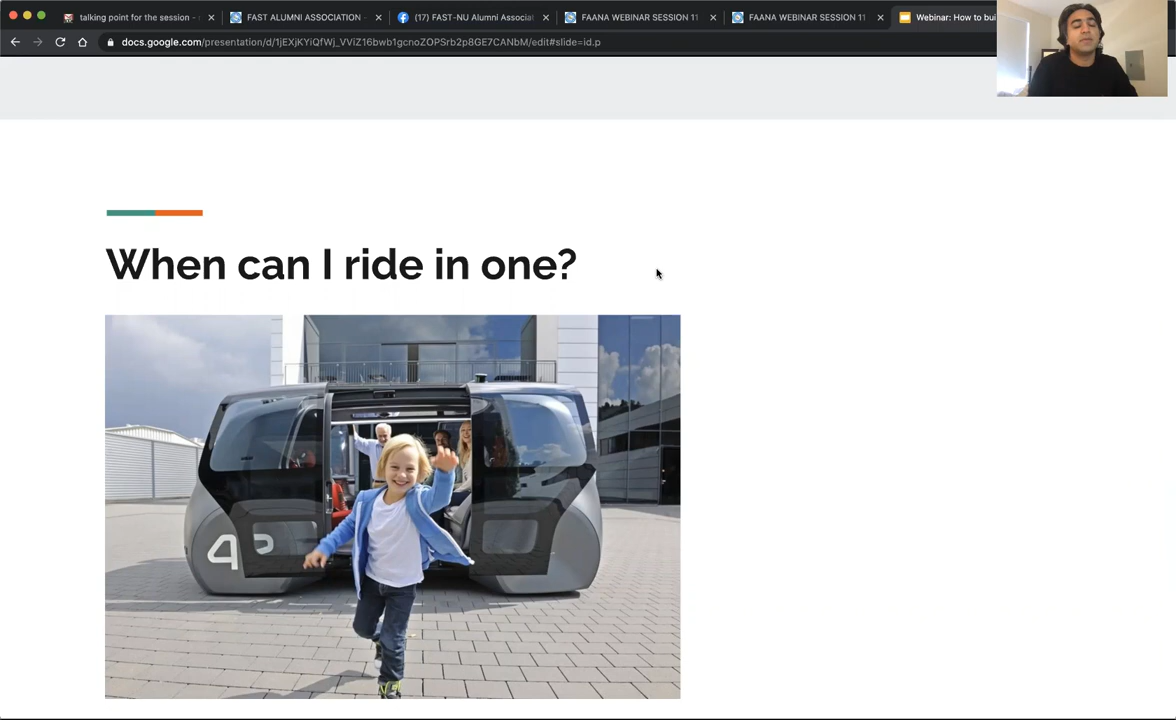 talking point for the session -
FAST ALUMNI ASSOCIATION -
(17) FAST-NU Alumni Associat
FAANA WEBINAR SESSION 11
FAANA WEBINAR SESSION 11
Webinar: How to bui
docs.google.com/presentation/d/1jEXjKYiQfWj_VViZ16bwb1gcnoZOPSrb2p8GE7CANbM/edit#slide=id.p
When can I ride in one?